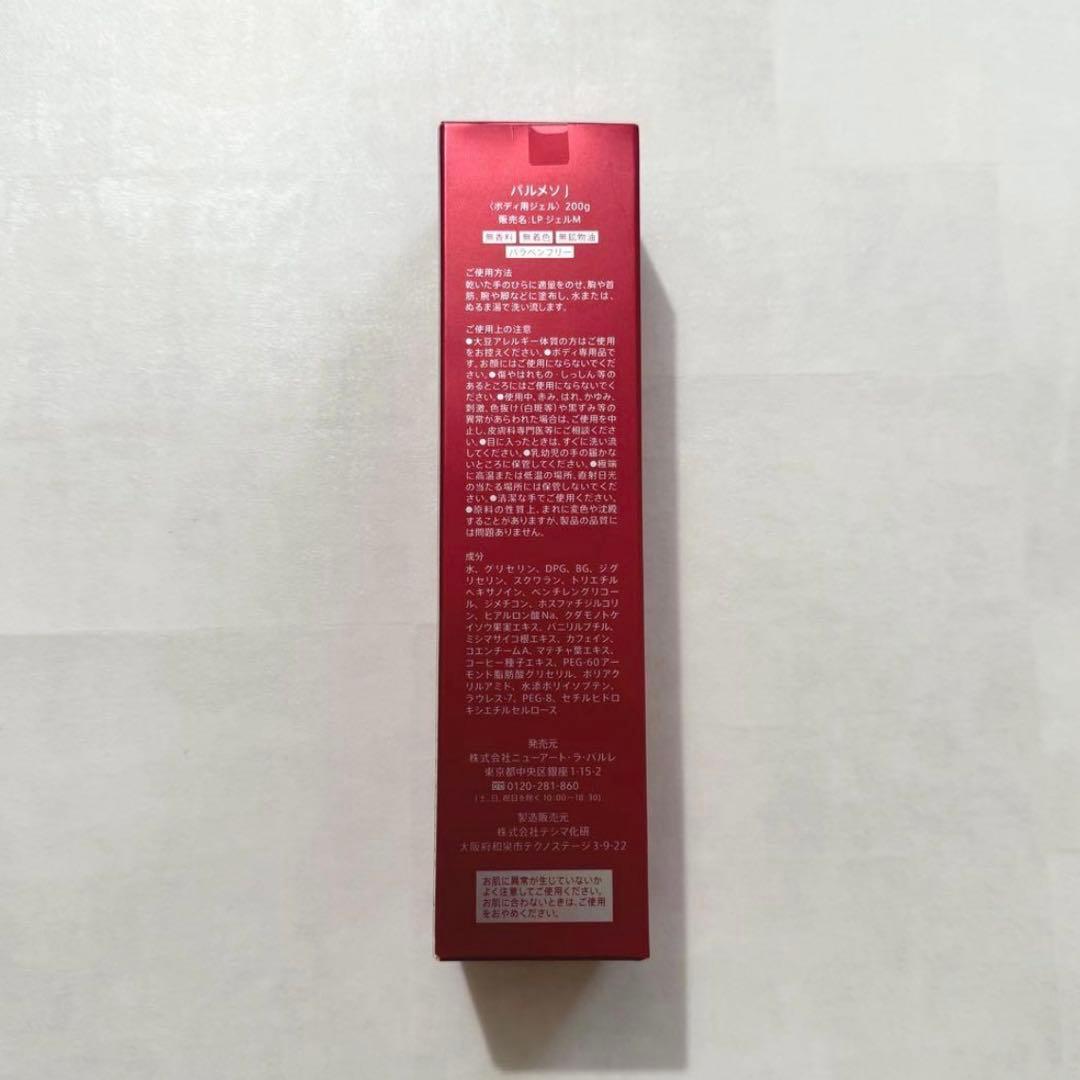 パルメソJ
〈ボディ用ジェル〉200g
販売名:LP ジェルM
無香料 無着色 無鉱物油
パラベンフリー
ご使用方法
乾いた手のひらに適量をのせ、胸や首
筋、腕や脚などに塗布し、水または、
ぬるま湯で洗い流します。
ご使用上の注意
●大豆アレルギー体質の方はご使用
をお控えください。●ボディ専用品で
す。お顔にはご使用にならないでくだ
さい。●傷やはれもの・しっしん等の
あるところにはご使用にならないでく
ださい。●使用中、赤み、はれ、かゆみ、
刺激、色抜け(白斑等)や黒ずみ等の
異常があらわれた場合は、ご使用を中
止し、皮膚科専門医等にご相談くださ
い。●目に入ったときは、すぐに洗い流
してください。●乳幼児の手の届かな
いところに保管してください。●極端
に高温または低温の場所、直射日光
の当たる場所には保管しないでくだ
さい。●清潔な手でご使用ください。
●原料の性質上、まれに変色や沈殿
することがありますが、製品の品質に
は問題ありません。
成分
水、グリセリン、DPG、BG、ジグ
リセリン、スクワラン、トリエチル
ヘキサノイン、ペンチレングリコー
ル、ジメチコン、ホスファチジルコリ
ン、ヒアルロン酸Na、クダモノトケ
イソウ果実エキス、バニリルブチル、
ミシマサイコ根エキス、カフェイン、
コエンチームA、マテチャ葉エキス、
コーヒー種子エキス、PEG-60アー
モンド脂肪酸グリセリル、ポリアク
リルアミド、水添ポリイソブテン、
ラウレス-7、PEG-8、セチルヒドロ
キシエチルセルロース
発売元
株式会社ニューアート・ラ・パルレ
東京都中央区銀座1-15-2
0120-281-860
(土、日、祝日を除く10:00〜18:30)
製造販売元
株式会社テシマ化研
大阪府和泉市テクノステージ3-9-22
お肌に異常が生じていないか
よく注意してご使用ください。
お肌に合わないときは、ご使用
をおやめください。